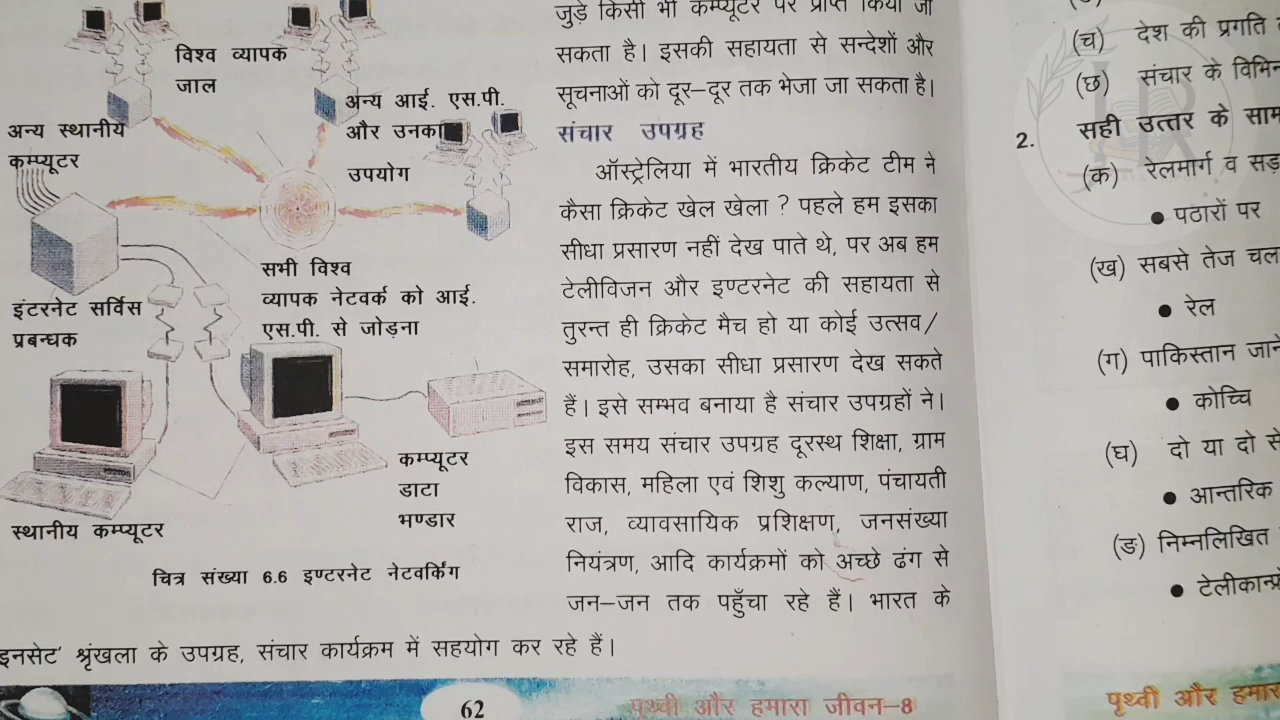 विश्व व्यापक
जाल
अन्य आई. एस.पी.
और उनका
उपयोग
अन्य स्थानीय
कम्प्यूटर
सभी विश्व
व्यापक नेटवर्क को आई.
एस.पी. से जोड़ना
इंटरनेट सर्विस
प्रबन्धक
कम्प्यूटर
डाटा
भण्डार
स्थानीय कम्प्यूटर
चित्र संख्या 6.6 इण्टरनेट नेटवर्किंग
जुड़े किसी भी कम्प्यूटर पर प्राप्त किया जा
सकता है। इसकी सहायता से सन्देशों और
सूचनाओं को दूर–दूर तक भेजा जा सकता है।
संचार उपग्रह
ऑस्ट्रेलिया में भारतीय क्रिकेट टीम ने
कैसा क्रिकेट खेल खेला ? पहले हम इसका
सीधा प्रसारण नहीं देख पाते थे, पर अब हम
टेलीविजन और इण्टरनेट की सहायता से
तुरन्त ही क्रिकेट मैच हो या कोई उत्सव/
समारोह, उसका सीधा प्रसारण देख सकते
हैं। इसे सम्भव बनाया है संचार उपग्रहों ने।
इस समय संचार उपग्रह दूरस्थ शिक्षा, ग्राम
विकास, महिला एवं शिशु कल्याण, पंचायती
राज, व्यावसायिक प्रशिक्षण, जनसंख्या
नियंत्रण, आदि कार्यक्रमों को अच्छे ढंग से
जन–जन तक पहुँचा रहे हैं। भारत के
इनसेट' श्रृंखला के उपग्रह, संचार कार्यक्रम में सहयोग कर रहे हैं।
62
पृथ्वी और हमारा जीवन–8
(च) देश की प्रगति
(छ) संचार के
2. सही उत्तर के
(क) रेलमार्ग व
● पठारों पर
(ख) सबसे तेज
● रेल
(ग) पाकिस्तान
● कोच्चि
(घ) दो या दो से
● आन्तरिक
(ङ) निम्नलिखित
●
पृथ्वी और